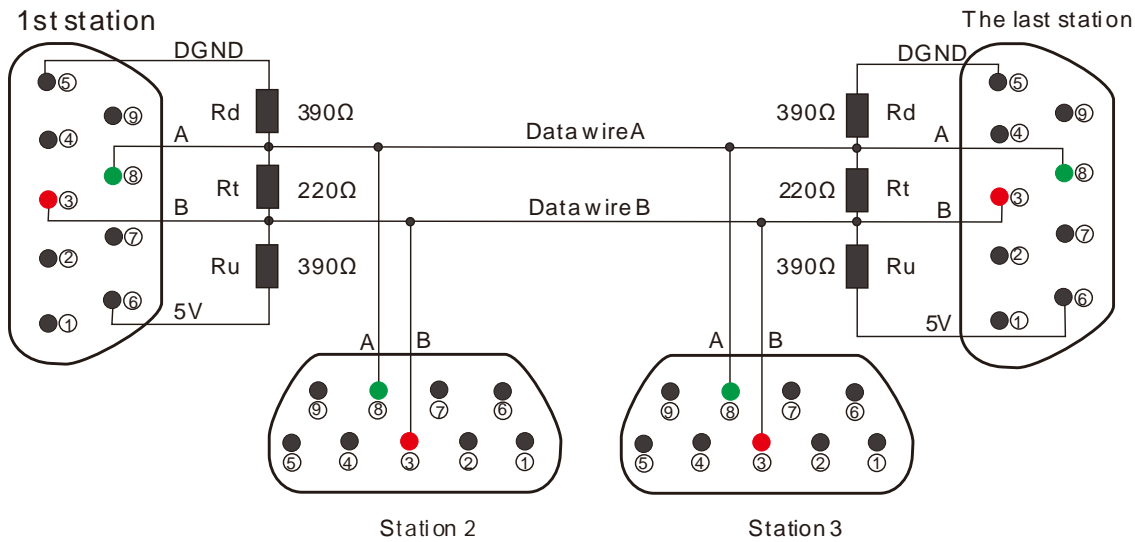 1st station
The last station
DGND
DGND
⑤
⑤
⑨
⑨
Rd
390Ω
390Ω
Rd
④
A
Data wire A
④
A
⑧
⑧
Rt
220Ω
220Ω
Rt
③
B
Data wire B
B
③
⑦
⑦
②
②
Ru
390Ω
390Ω
Ru
⑥
⑥
5V
5V
①
①
A
B
A
B
⑨
⑧
⑦
⑥
⑨
⑧
⑦
⑥
⑤
④
③
②
①
⑤
④
③
②
①
Station 2
Station 3